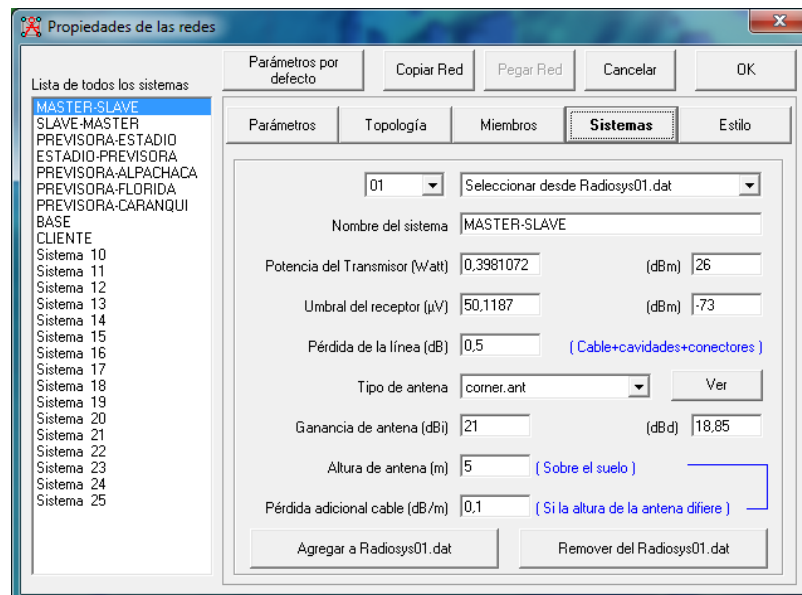 Propiedades de las redes
Parámetros por defecto
Copiar Red
Pegar Red
Cancelar
OK
Lista de todos los sistemas
MASTER-SLAVE
SLAVE-MASTER
PREVISORA-ESTADIO
ESTADIO-PREVISORA
PREVISORA-ALPACHACA
PREVISORA-FLORIDA
PREVISORA-CARANQUI
BASE
CLIENTE
Sistema 10
Sistema 11
Sistema 12
Sistema 13
Sistema 14
Sistema 15
Sistema 16
Sistema 17
Sistema 18
Sistema 19
Sistema 20
Sistema 21
Sistema 22
Sistema 23
Sistema 24
Sistema 25
Parámetros
Topología
Miembros
Sistemas
Estilo
01 Seleccionar desde Radiosys01.dat
Nombre del sistema MASTER-SLAVE
Potencia del Transmisor (Watt) 0,3981072 (dBm) 26
Umbral del receptor (µV) 50,1187 (dBm) -73
Pérdida de la línea (dB) 0,5 ( Cable+cavidades+conectores )
Tipo de antena corner.ant Ver
Ganancia de antena (dBi) 21 (dBd) 18,85
Altura de antena (m) 5 ( Sobre el suelo )
Pérdida adicional cable (dB/m) 0,1 ( Si la altura de la antena difiere )
Agregar a Radiosys01.dat
Remover del Radiosys01.dat